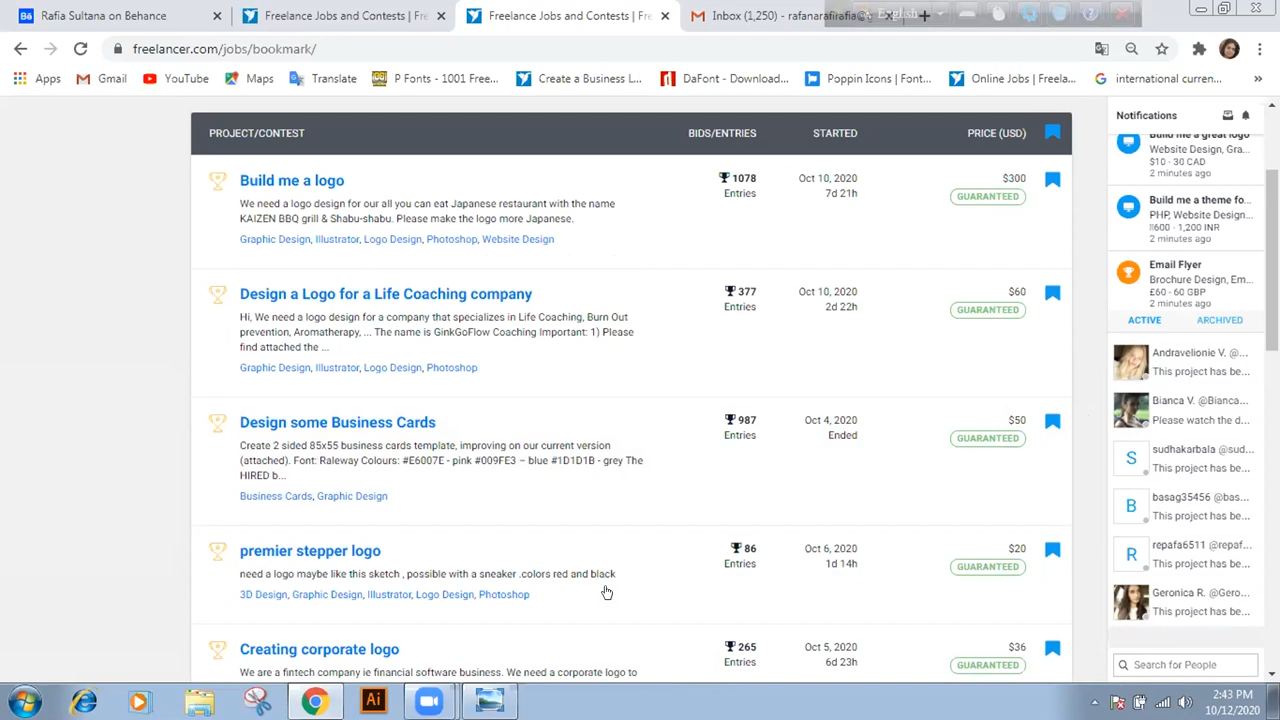 Rafia Sultana on Behance
Freelance Jobs and Contests | Fre
Freelance Jobs and Contests | Fre
Inbox (1,250) - rafanarafirafia@
English
freelancer.com/jobs/bookmark/
Apps
Gmail
YouTube
Maps
Translate
P Fonts - 1001 Free...
Create a Business L...
DaFont - Download...
Poppin Icons | Font...
Online Jobs | Freela...
international curren...
PROJECT/CONTEST BIDS/ENTRIES STARTED PRICE (USD)
Build me a logo 1078 Oct 10, 2020 $300
Entries 7d 21h GUARANTEED
We need a logo design for our all you can eat Japanese restaurant with the name
KAIZEN BBQ grill & Shabu-shabu. Please make the logo more Japanese.
Graphic Design, Illustrator, Logo Design, Photoshop, Website Design
Design a Logo for a Life Coaching company 377 Oct 10, 2020 $60
Entries 2d 22h GUARANTEED
Hi, We need a logo design for a company that specializes in Life Coaching, Burn Out
prevention, Aromatherapy, ... The name is GinkGoFlow Coaching Important: 1) Please
find attached the ...
Graphic Design, Illustrator, Logo Design, Photoshop
Design some Business Cards 987 Oct 4, 2020 $50
Entries Ended GUARANTEED
Create 2 sided 85x55 business cards template, improving on our current version
(attached). Font: Raleway Colours: #E6007E - pink #009FE3 – blue #1D1D1B - grey The
HIRED b...
Business Cards, Graphic Design
premier stepper logo 86 Oct 6, 2020 $20
Entries 1d 14h GUARANTEED
need a logo maybe like this sketch , possible with a sneaker .colors red and black
3D Design, Graphic Design, Illustrator, Logo Design, Photoshop
Creating corporate logo 265 Oct 5, 2020 $36
Entries 6d 23h GUARANTEED
We are a fintech company ie financial software business. We need a corporate logo to
Notifications
Build me a great logo
Website Design, Gra...
$10 - 30 CAD
2 minutes ago
Build me a theme fo...
PHP, Website Design...
₹600 - 1,200 INR
2 minutes ago
Email Flyer
Brochure Design, Em...
£60 - 60 GBP
2 minutes ago
ACTIVE ARCHIVED
Andravelionie V. @...
This project has be...
Bianca V. @Bianca...
Please watch the d...
S
sudhakarbala @sud...
This project has be...
B
basag35456 @bas...
This project has be...
R
repafa6511 @repaf...
This project has be...
Geronica R. @Gero...
This project has be...
Search for People
Ai
2:43 PM
10/12/2020